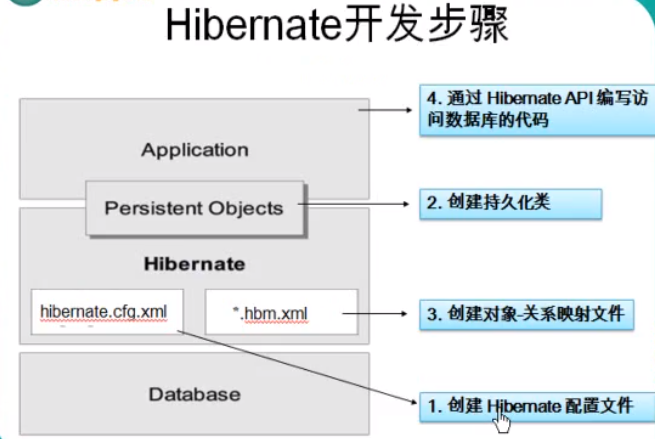 Hibernate开发步骤
4. 通过 Hibernate API 编写访
问数据库的代码
Application
Persistent Objects
2. 创建持久化类
Hibernate
hibernate.cfg.xml
*.hbm.xml
3. 创建对象-关系映射文件
Database
1. 创建 Hibernate 配置文件